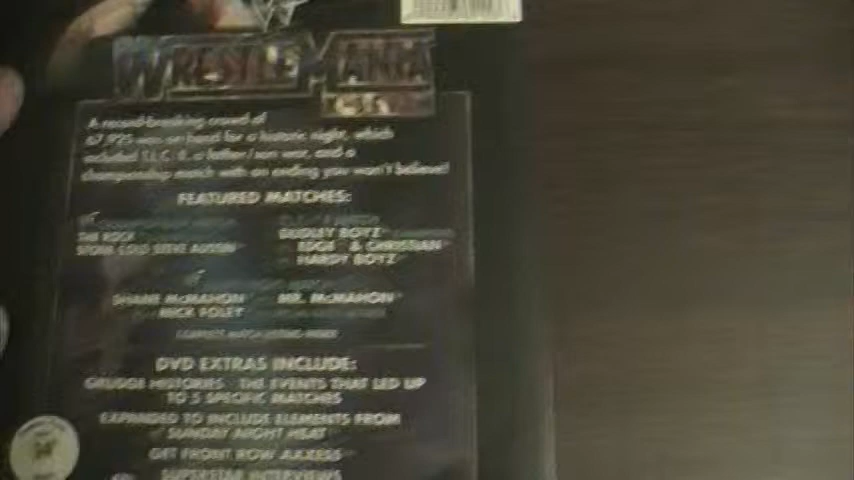 WRESTLEMANIA
A record-breaking crowd of
67,925 was on hand for a historic night, which
included T.L.C. II, a father/son war, and a
championship match with an ending you won't believe!
FEATURED MATCHES:
THE ROCK
STONE COLD STEVE AUSTIN
DUDLEY BOYZ
EDGE & CHRISTIAN
HARDY BOYZ
SHANE McMAHON
MR. McMAHON
MICK FOLEY
DVD EXTRAS INCLUDE:
GRUDGE HISTORIES THE EVENTS THAT LED UP
TO 5 SPECIFIC MATCHES
EXPANDED TO INCLUDE ELEMENTS FROM
SUNDAY NIGHT HEAT
GET FRONT ROW AXXESS
SUPERSTAR INTERVIEWS